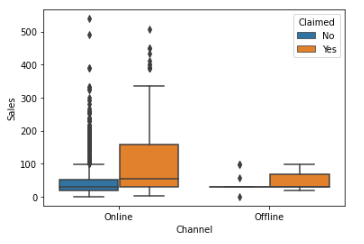 Claimed
No
Yes
500
400
300
200
100
0
Sales
Online
Offline
Channel